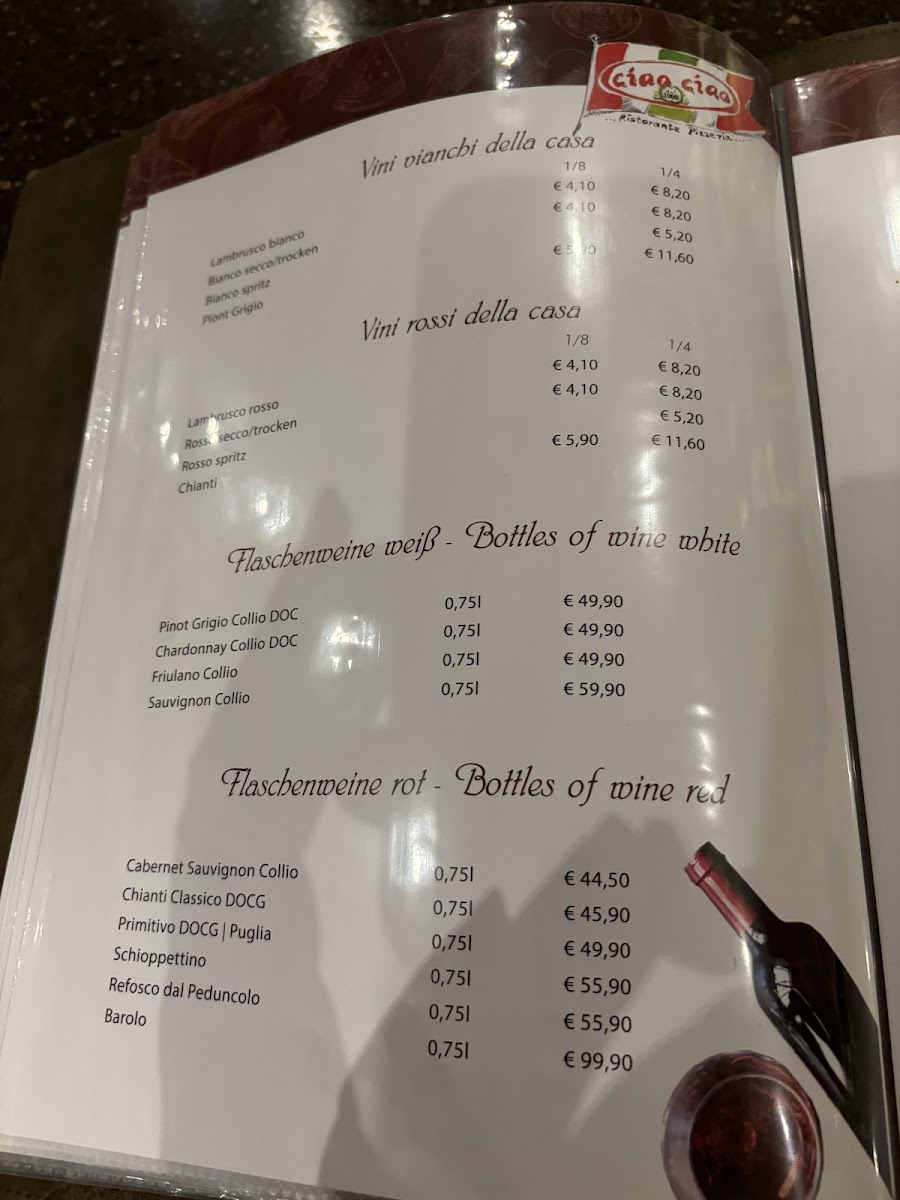 ciao ciao
...Ristorante Pizzeria...
Vini vianchi della casa
1/8 1/4
Lambrusco bianco € 4,10 € 8,20
Bianco secco/trocken € 4,10 € 8,20
Bianco spritz € 5,20
Piont Grigio € 5,90 € 11,60
Vini rossi della casa
1/8 1/4
Lambrusco rosso € 4,10 € 8,20
Rosso secco/trocken € 4,10 € 8,20
Rosso spritz € 5,20
Chianti € 5,90 € 11,60
Flaschenweine weiß - Bottles of wine white
Pinot Grigio Collio DOC 0,75l € 49,90
Chardonnay Collio DOC 0,75l € 49,90
Friulano Collio 0,75l € 49,90
Sauvignon Collio 0,75l € 59,90
Flaschenweine rot - Bottles of wine red
Cabernet Sauvignon Collio 0,75l € 44,50
Chianti Classico DOCG 0,75l € 45,90
Primitivo DOCG | Puglia 0,75l € 49,90
Schioppettino 0,75l € 55,90
Refosco dal Peduncolo 0,75l € 55,90
Barolo 0,75l € 99,90